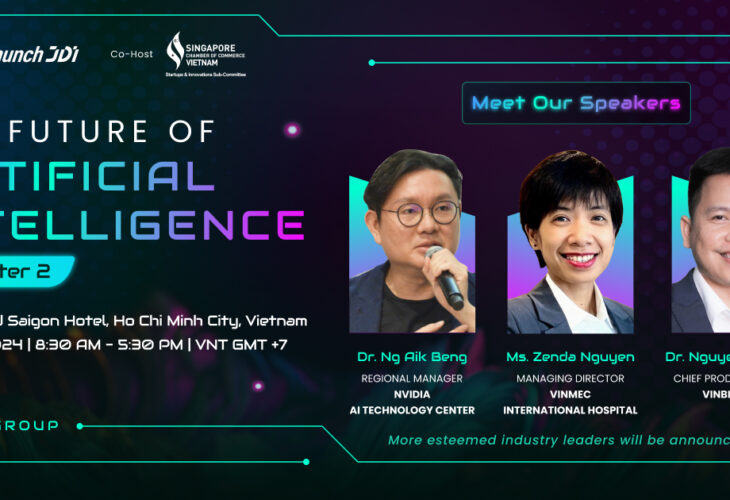 unch JDI
Co-Host
SINGAPORE
CHAMBER OF COMMERCE
VIETNAM
Startups & Innovations Sub-Committee
FUTURE OF
TIFICIAL
TELLIGENCE
ter 2
Saigon Hotel, Ho Chi Minh City, Vietnam
024 | 8:30 AM - 5:30 PM | VNT GMT +7
GROUP
Meet Our Speakers
Dr. Ng Aik Beng
REGIONAL MANAGER
NVIDIA
AI TECHNOLOGY CENTER
Ms. Zenda Nguyen
MANAGING DIRECTOR
VINMEC
INTERNATIONAL HOSPITAL
Dr. Nguye
CHIEF PROD
VINB
More esteemed industry leaders will be announc